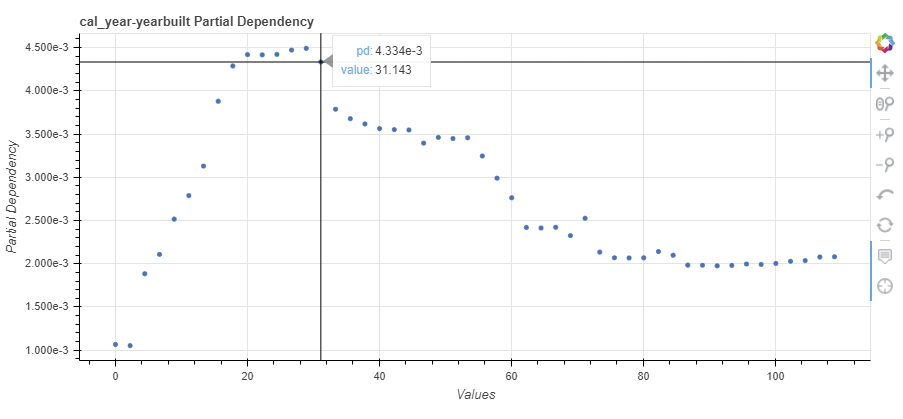 cal_year-yearbuilt Partial Dependency
pd: 4.334e-3
value: 31.143
4.500e-3
4.000e-3
3.500e-3
3.000e-3
2.500e-3
2.000e-3
1.500e-3
1.000e-3
Partial Dependency
0 20 40 60 80 100
Values